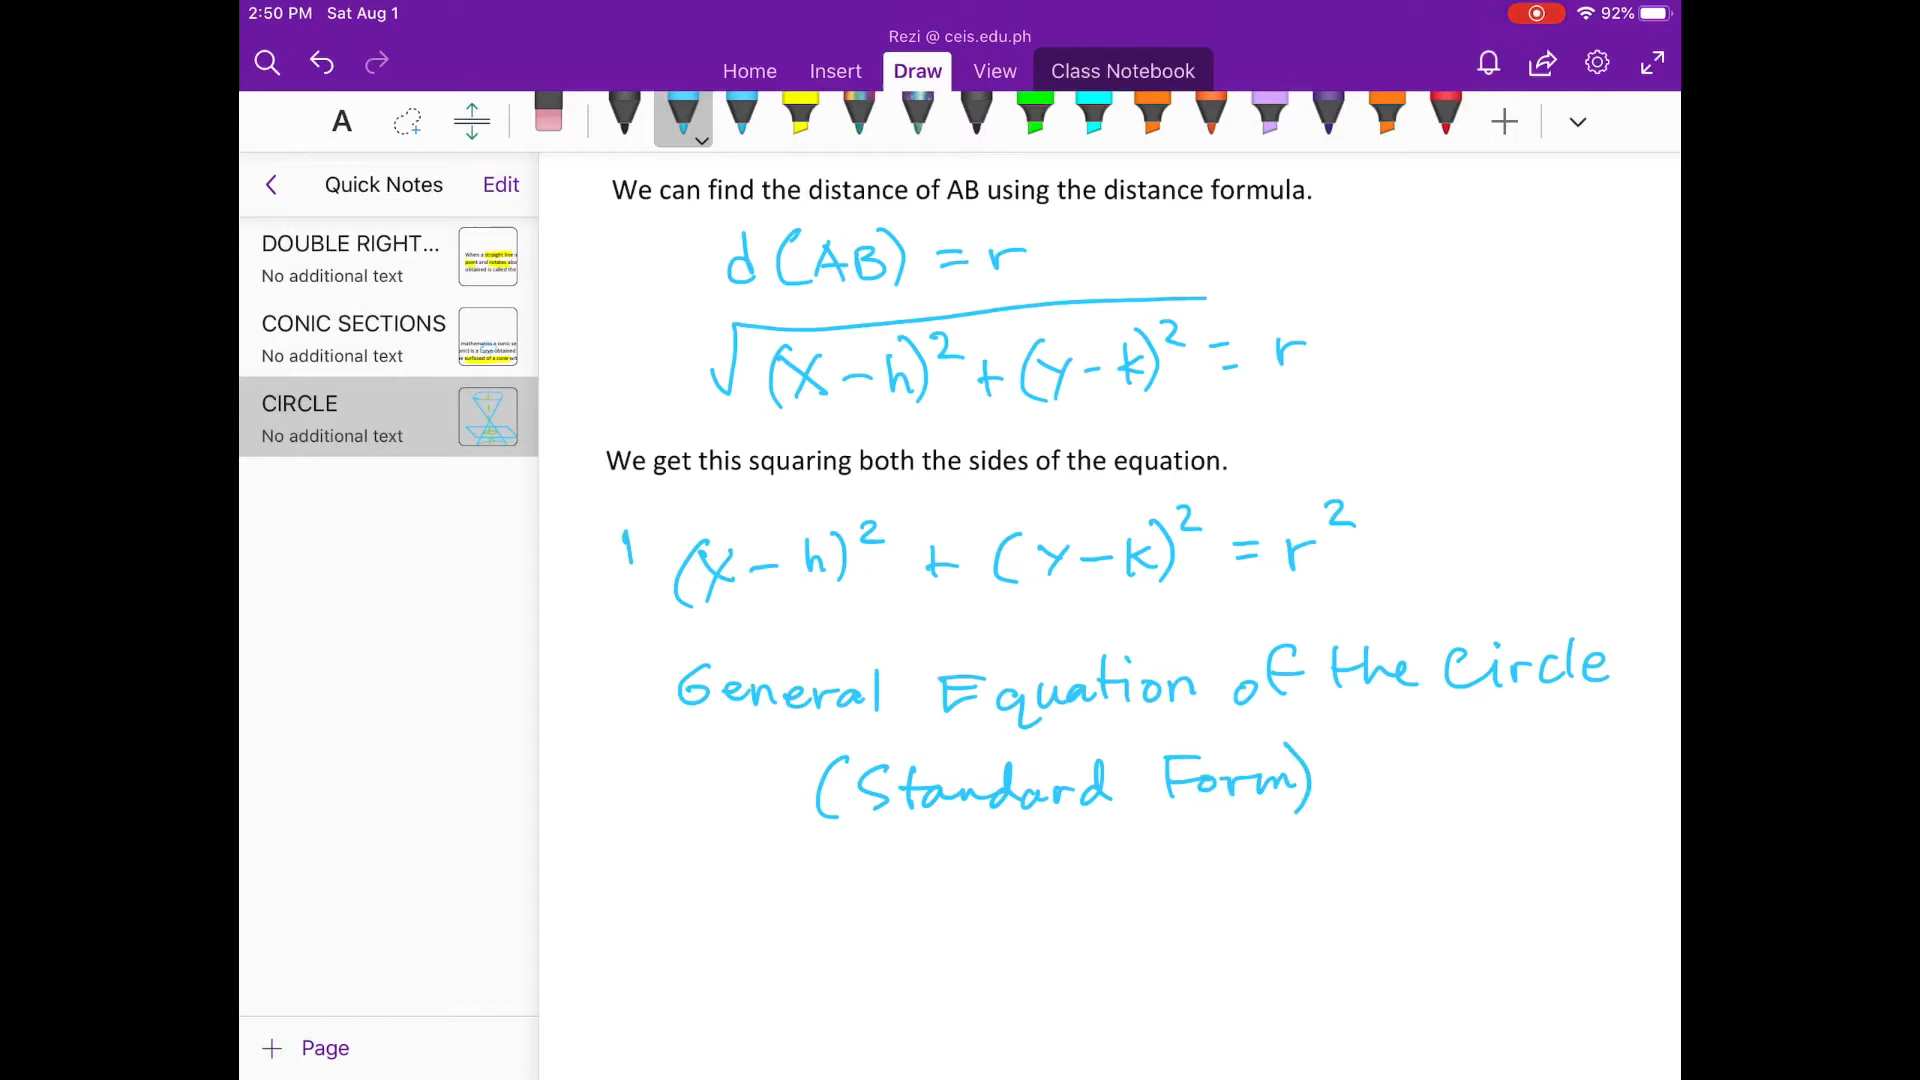 2:50 PM Sat Aug 1
92%
Rezi @ ceis.edu.ph
Home Insert Draw View Class Notebook
A
Quick Notes Edit
DOUBLE RIGHT...
No additional text
CONIC SECTIONS
No additional text
CIRCLE
No additional text
+ Page
We can find the distance of AB using the distance formula.
d(AB) = r
√(x-h)² + (y-k)² = r
We get this squaring both the sides of the equation.
1 (x-h)² + (y-k)² = r²
General Equation of the Circle
(Standard Form)